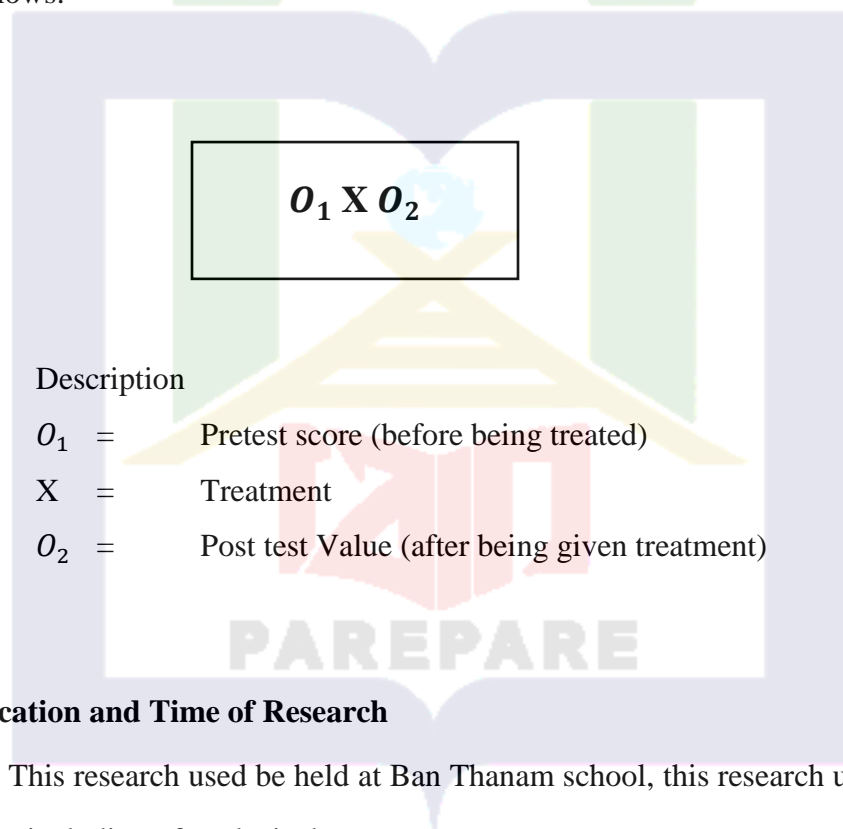 O₁ X O₂
Description
O₁ = Pretest score (before being treated)
X = Treatment
O₂ = Post test Value (after being given treatment)
PAREPARE
cation and Time of Research
This research used be held at Ban Thanam school, this research u